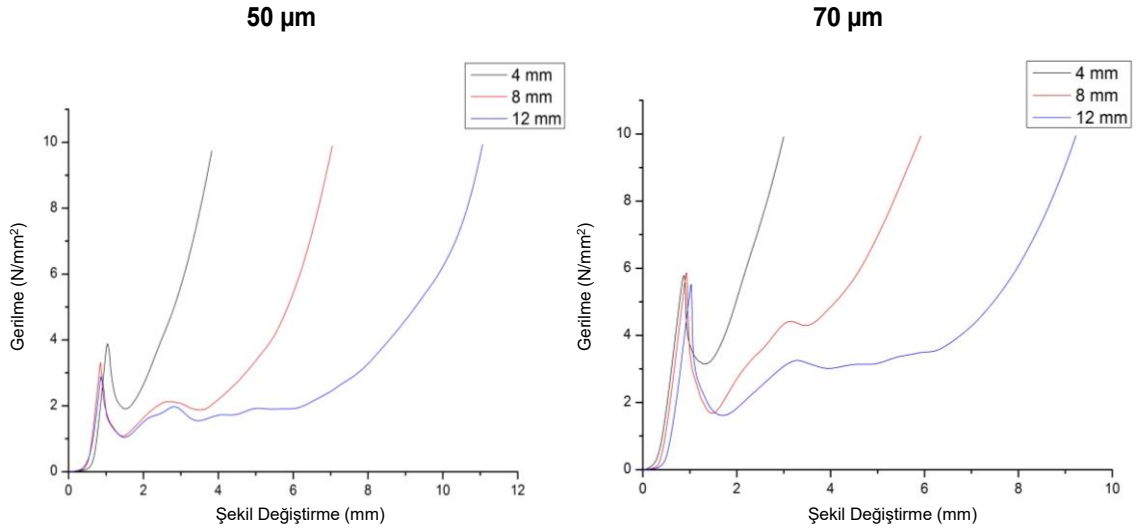 50 µm
4 mm
8 mm
12 mm
10
8
6
4
2
0
Gerilme (N/mm²)
0 2 4 6 8 10 12
Şekil Değiştirme (mm)
70 µm
4 mm
8 mm
12 mm
10
8
6
4
2
0
Gerilme (N/mm²)
0 2 4 6 8 10
Şekil Değiştirme (mm)